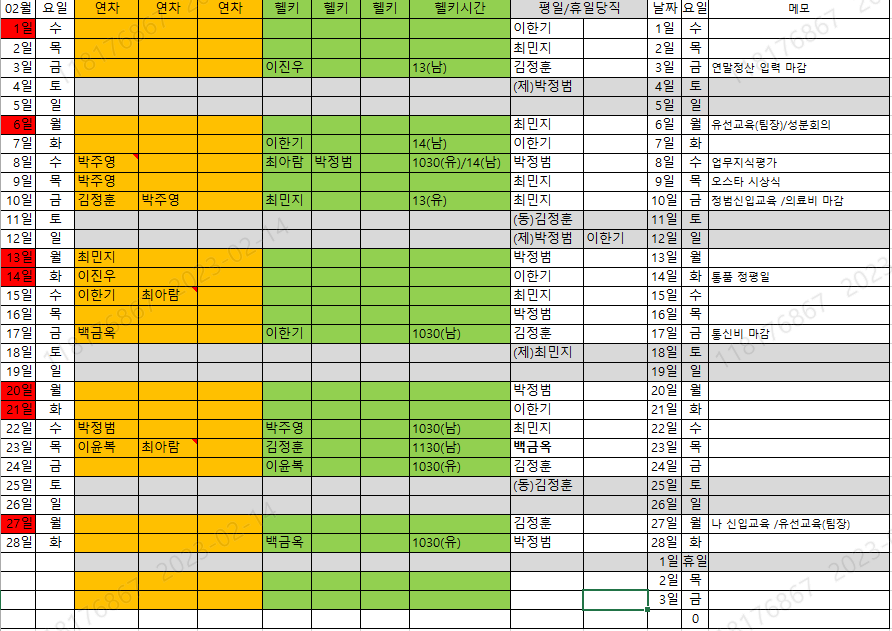 02월 요일 연차 연차 연차 헬키 헬키 헬키 헬키시간 평일/휴일당직 날짜 요일 메모
1일 수 이한기 1일 수
2일 목 최민지 2일 목
3일 금 이진우 13(남) 김정훈 3일 금 연말정산 입력 마감
4일 토 (제)박정범 4일 토
5일 일 5일 일
6일 월 최민지 6일 월 유선교육(팀장)/성분회의
7일 화 이한기 14(남) 이한기 7일 화
8일 수 박주영 최아람 박정범 1030(유)/14(남) 박정범 8일 수 업무지식평가
9일 목 박주영 최민지 9일 목 오스타 시상식
10일 금 김정훈 박주영 최민지 13(유) 최민지 10일 금 정범신입교육 /의료비 마감
11일 토 (동)김정훈 11일 토
12일 일 (제)박정범 이한기 12일 일
13일 월 최민지 박정범 13일 월
14일 화 이진우 이한기 14일 화 통품 정평일
15일 수 이한기 최아람 최민지 15일 수
16일 목 박정범 16일 목
17일 금 백금옥 이한기 1030(남) 김정훈 17일 금 통신비 마감
18일 토 (제)최민지 18일 토
19일 일 19일 일
20일 월 박정범 20일 월
21일 화 이한기 21일 화
22일 수 박정범 박주영 1030(남) 최민지 22일 수
23일 목 이윤복 최아람 김정훈 1130(남) 백금옥 23일 목
24일 금 이윤복 1030(유) 김정훈 24일 금
25일 토 (동)김정훈 25일 토
26일 일 26일 일
27일 월 김정훈 27일 월 나 신입교육 /유선교육(팀장)
28일 화 백금옥 1030(유) 박정범 28일 화
1일 휴일
2일 목
3일 금
0
118176867 2023-02-14